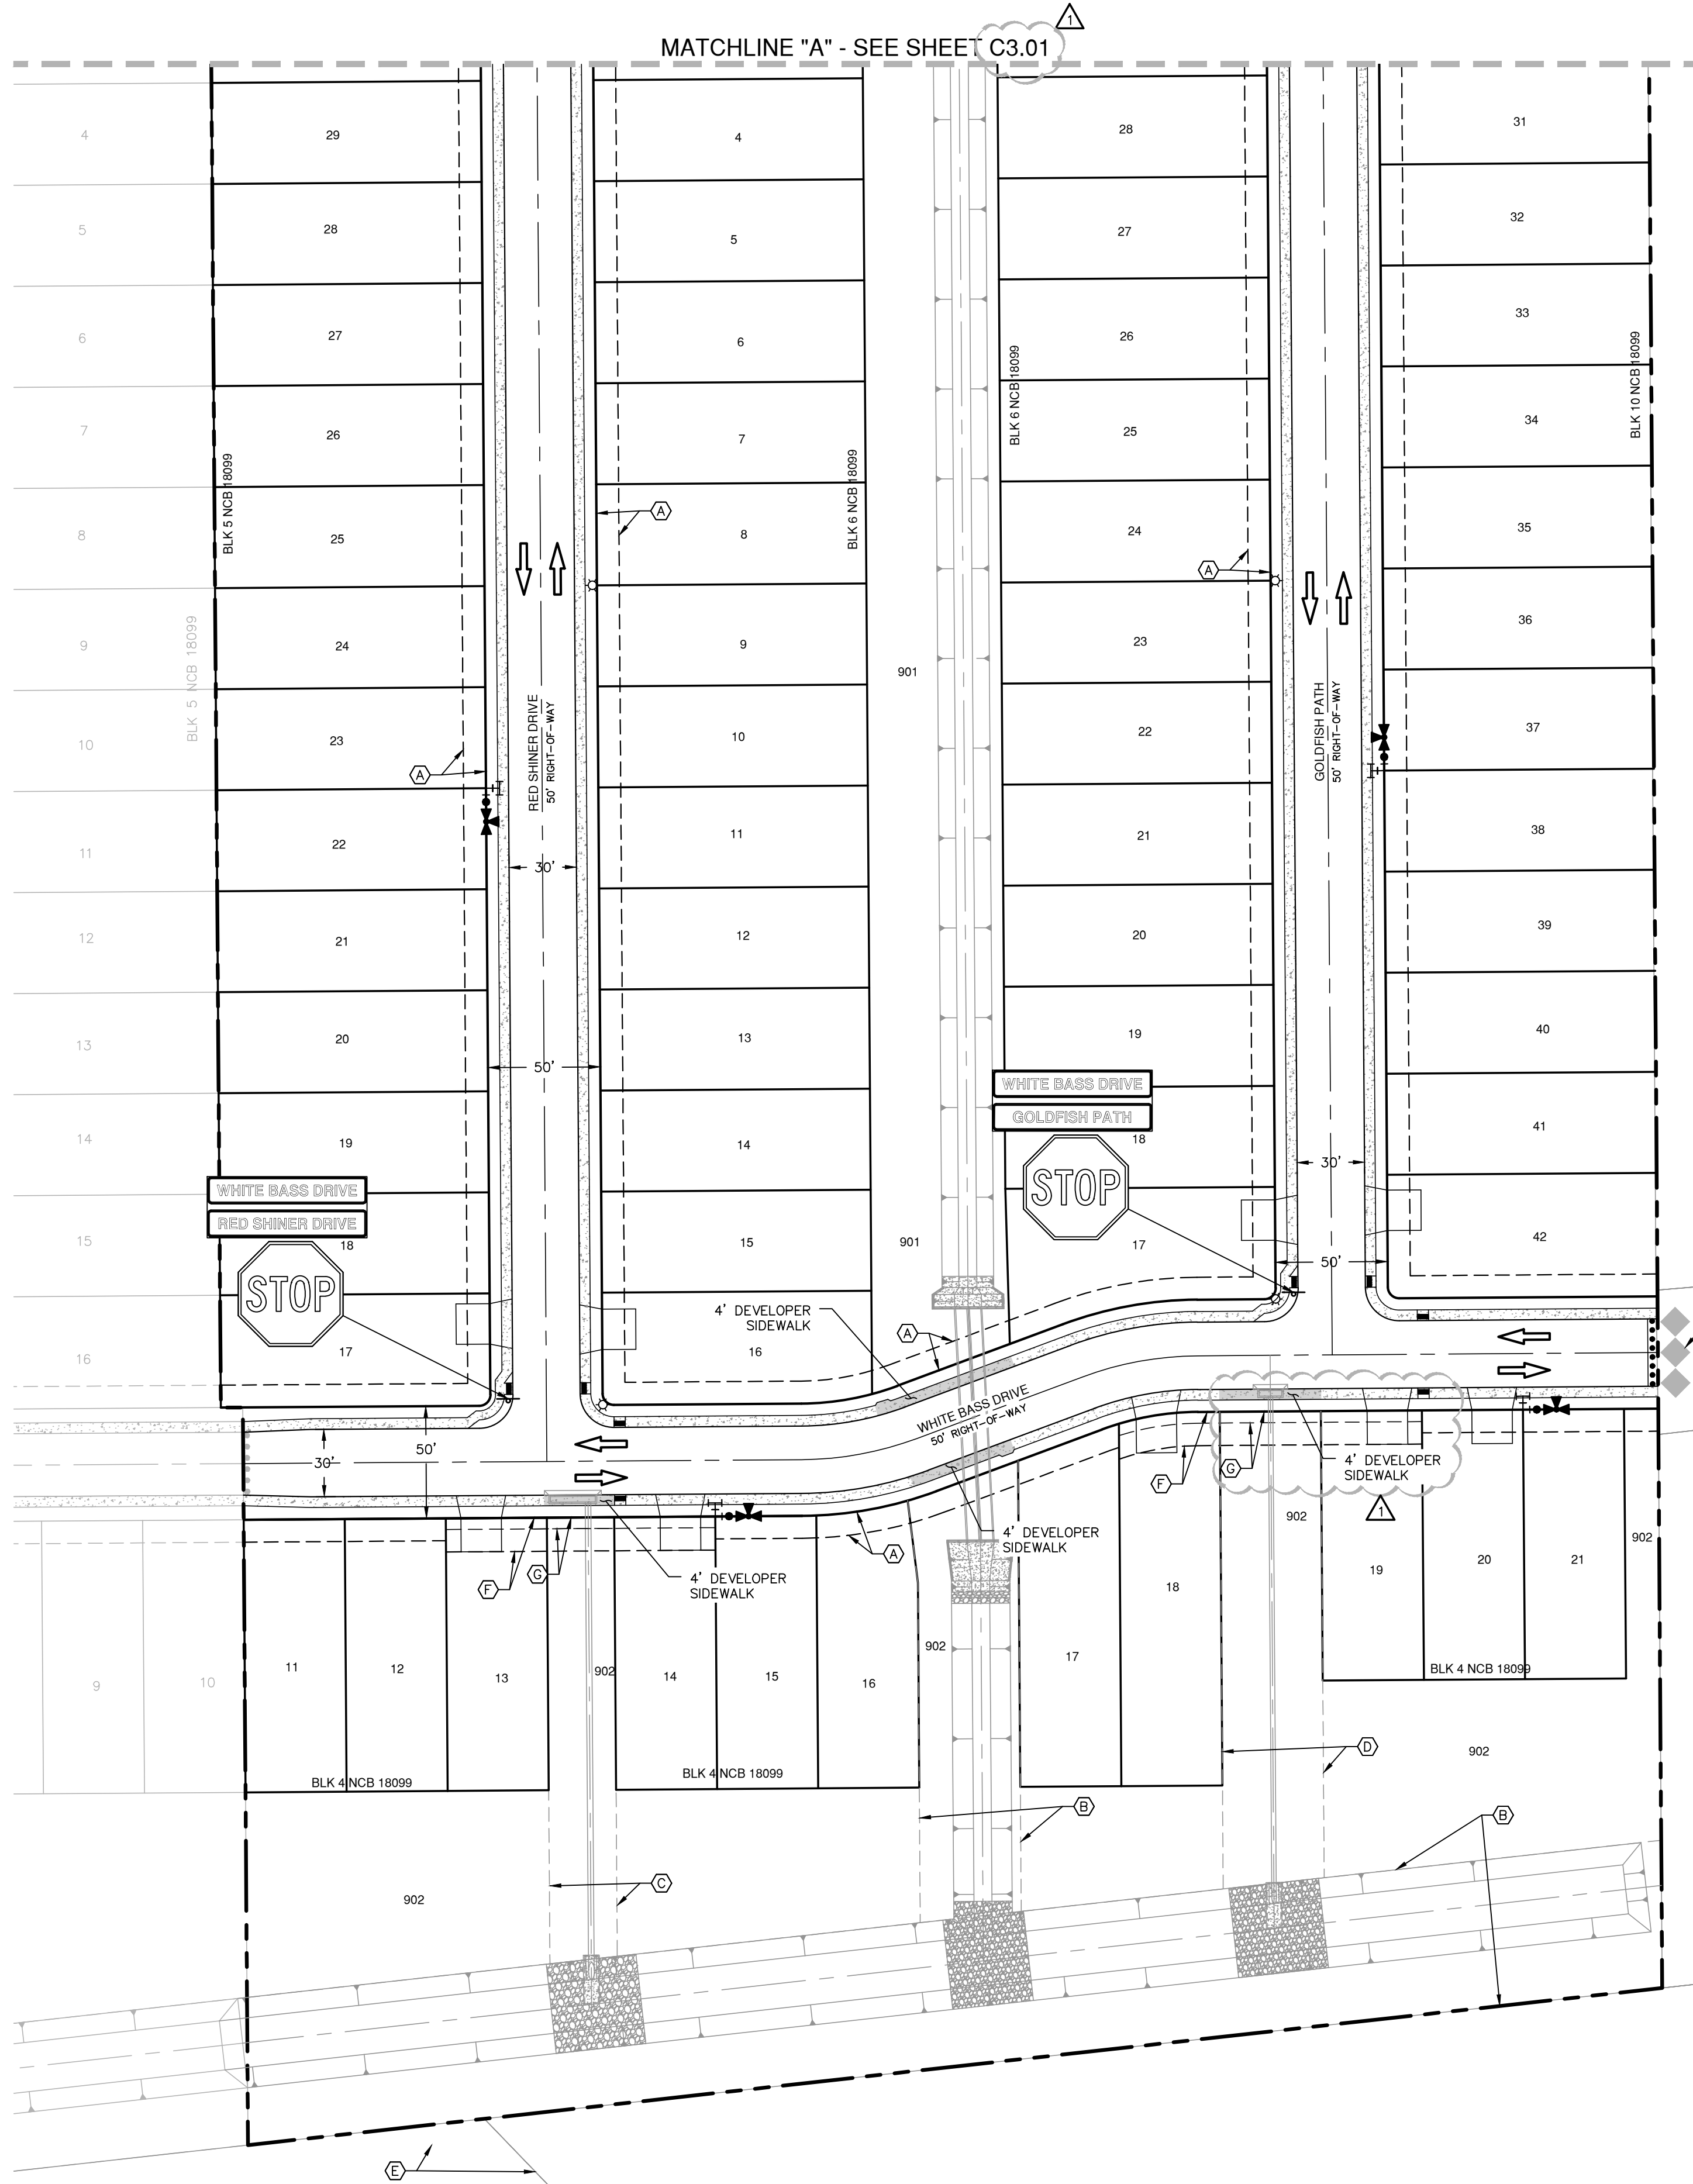 1
MATCHLINE "A" - SEE SHEET C3.01
4
5
6
7
8
9
10
11
12
13
14
15
16
BLK 5 NCB 18099
29
28
27
26
25
24
23
22
21
20
19
18
17
BLK 5 NCB 18099
A
WHITE BASS DRIVE
RED SHINER DRIVE
STOP
RED SHINER DRIVE
50' RIGHT-OF-WAY
30'
50'
4
5
6
7
8
9
10
11
12
13
14
15
16
BLK 6 NCB 18099
A
901
901
28
27
26
25
24
23
22
21
20
19
18
17
BLK 6 NCB 18099
A
WHITE BASS DRIVE
GOLDFISH PATH
STOP
GOLDFISH PATH
50' RIGHT-OF-WAY
30'
50'
31
32
33
34
35
36
37
38
39
40
41
42
BLK 10 NCB 18099
4' DEVELOPER
SIDEWALK
A
WHITE BASS DRIVE
50' RIGHT-OF-WAY
30'
50'
4' DEVELOPER
SIDEWALK
1
F
G
4' DEVELOPER
SIDEWALK
A
F
G
4' DEVELOPER
SIDEWALK
9
10
11
12
13
902
14
15
16
902
17
18
902
19
20
21
902
BLK 4 NCB 18099
BLK 4 NCB 18099
BLK 4 NCB 18099
D
902
B
B
C
902
E